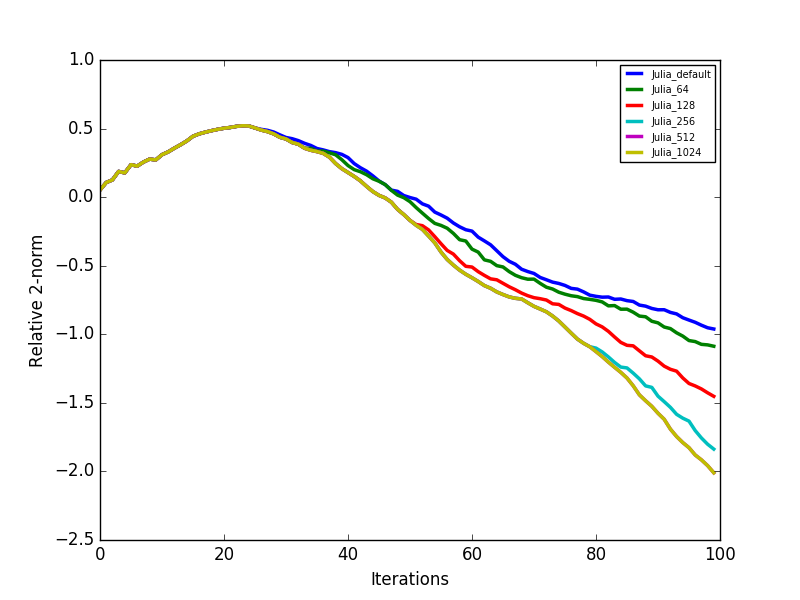 1.0
0.5
0.0
−0.5
−1.0
−1.5
−2.0
−2.5
Relative 2-norm
0 20 40 60 80 100
Iterations
Julia_default
Julia_64
Julia_128
Julia_256
Julia_512
Julia_1024